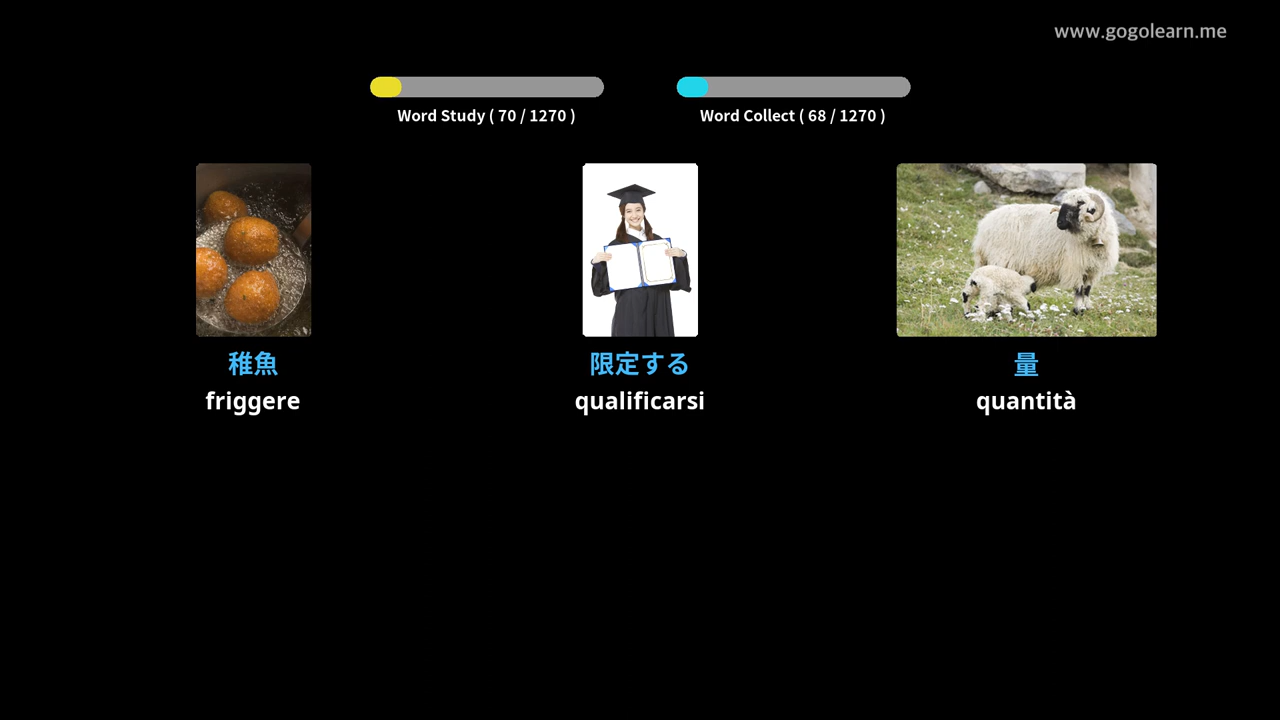 www.gogolearn.me
Word Study ( 70 / 1270 )
Word Collect ( 68 / 1270 )
稚魚
friggere
限定する
qualificarsi
量
quantità